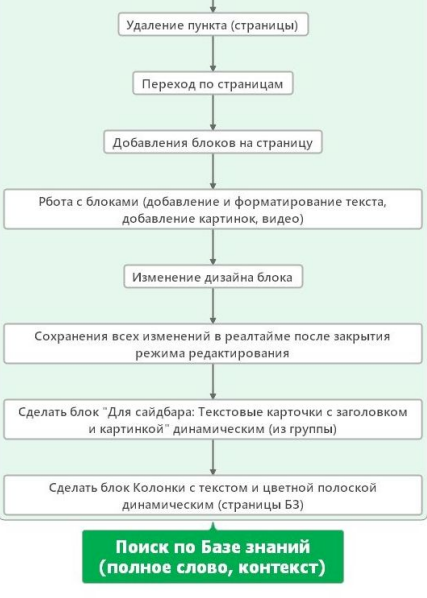 Удаление пункта (страницы)
Переход по страницам
Добавления блоков на страницу
Рбота с блоками (добавление и форматирование текста,
добавление картинок, видео)
Изменение дизайна блока
Сохранения всех изменений в реалтайме после закрытия
режима редактирования
Сделать блок "Для сайдбара: Текстовые карточки с заголовком
и картинкой" динамическим (из группы)
Сделать блок Колонки с текстом и цветной полоской
динамическим (страницы БЗ)
Поиск по Базе знаний
(полное слово, контекст)